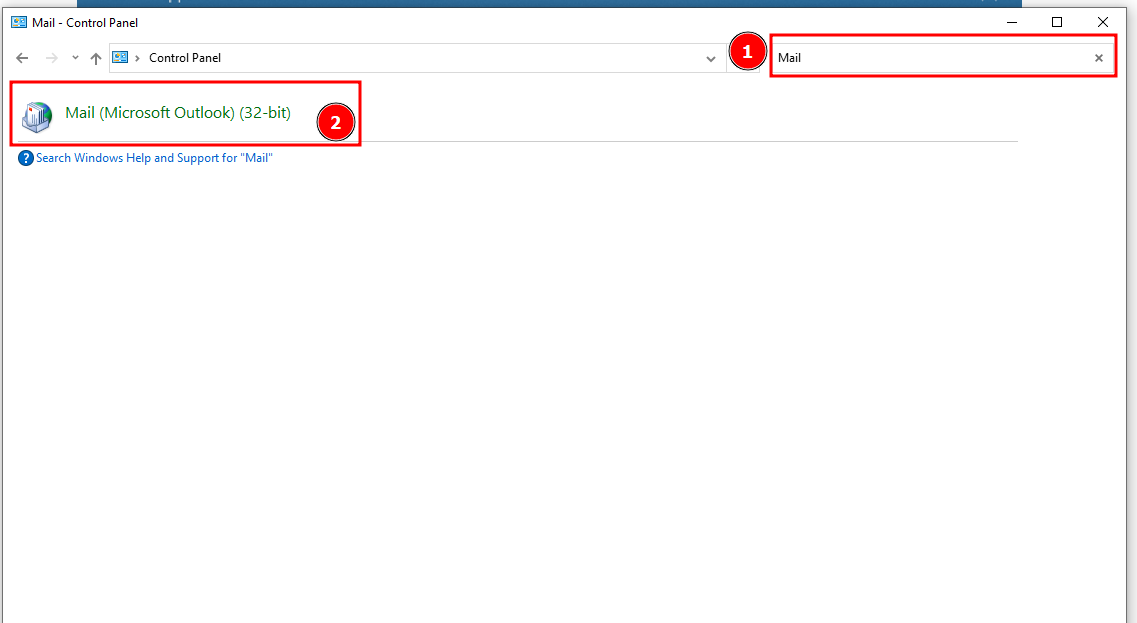 Mail - Control Panel
Control Panel
1
Mail
Mail (Microsoft Outlook) (32-bit)
2
Search Windows Help and Support for "Mail"